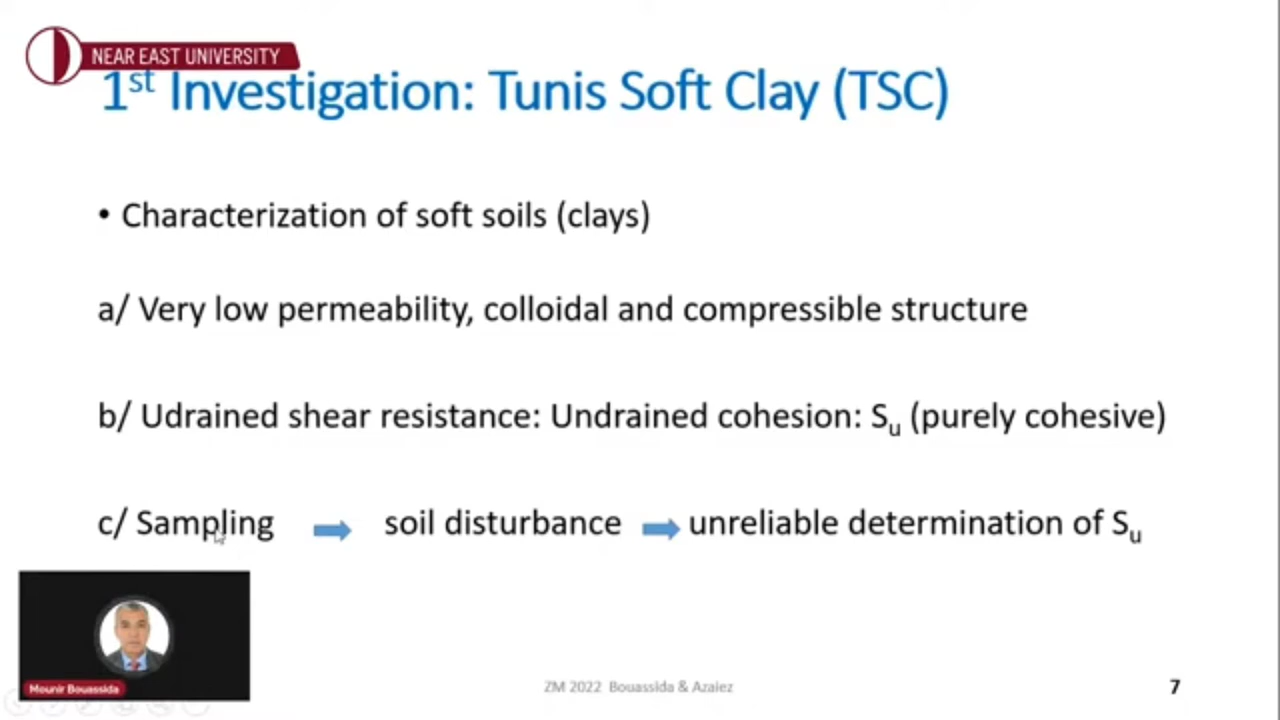 NEAR EAST UNIVERSITY
1st Investigation: Tunis Soft Clay (TSC)
• Characterization of soft soils (clays)
a/ Very low permeability, colloidal and compressible structure
b/ Udrained shear resistance: Undrained cohesion: Su (purely cohesive)
c/ Sampling ➡ soil disturbance ➡ unreliable determination of Su
Mounir Bouassida
ZM 2022 Bouassida & Azaiez
7